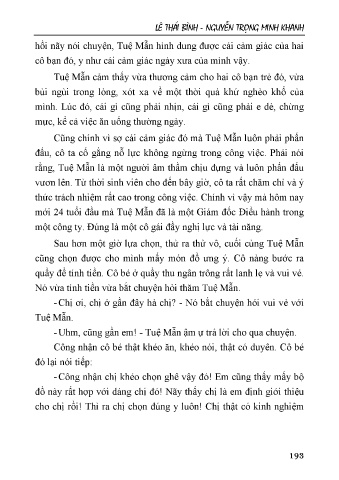 LÊ THÁI BÌNH - NGUYỄN TRỌNG MINH KHANH
hồi nãy nói chuyện, Tuệ Mẫn hình dung được cái cảm giác của hai
cô bạn đó, y như cái cảm giác ngày xưa của mình vậy.
Tuệ Mẫn cảm thấy vừa thương cảm cho hai cô bạn trẻ đó, vừa
bùi ngùi trong lòng, xót xa về một thời quá khứ nghèo khổ của
mình. Lúc đó, cái gì cũng phải nhịn, cái gì cũng phải e dè, chừng
mực, kể cả việc ăn uống thường ngày.
Cũng chính vì sợ cái cảm giác đó mà Tuệ Mẫn luôn phải phấn
đấu, cô ta cố gắng nỗ lực không ngừng trong công việc. Phải nói
rằng, Tuệ Mẫn là một người âm thầm chịu đựng và luôn phấn đấu
vươn lên. Từ thời sinh viên cho đến bây giờ, cô ta rất chăm chỉ và ý
thức trách nhiệm rất cao trong công việc. Chính vì vậy mà hôm nay
mới 24 tuổi đầu mà Tuệ Mẫn đã là một Giám đốc Điều hành trong
một công ty. Đúng là một cô gái đầy nghị lực và tài năng.
Sau hơn một giờ lựa chọn, thử ra thử vô, cuối cùng Tuệ Mẫn
cũng chọn được cho mình mấy món đồ ưng ý. Cô nàng bước ra
quầy để tính tiền. Cô bé ở quầy thu ngân trông rất lanh lẹ và vui vẻ.
Nó vừa tính tiền vừa bắt chuyện hỏi thăm Tuệ Mẫn.
-Chị ơi, chị ở gần đây hả chị? - Nó bắt chuyện hỏi vui vẻ với
Tuệ Mẫn.
-Uhm, cũng gần em! - Tuệ Mẫn ậm ự trả lời cho qua chuyện.
Công nhận cô bé thật khéo ăn, khéo nói, thật có duyên. Cô bé
đó lại nói tiếp:
-Công nhận chị khéo chọn ghê vậy đó! Em cũng thấy mấy bộ
đồ này rất hợp với dáng chị đó! Nãy thấy chị là em định giới thiệu
cho chị rồi! Thì ra chị chọn đúng y luôn! Chị thật có kinh nghiệm
193